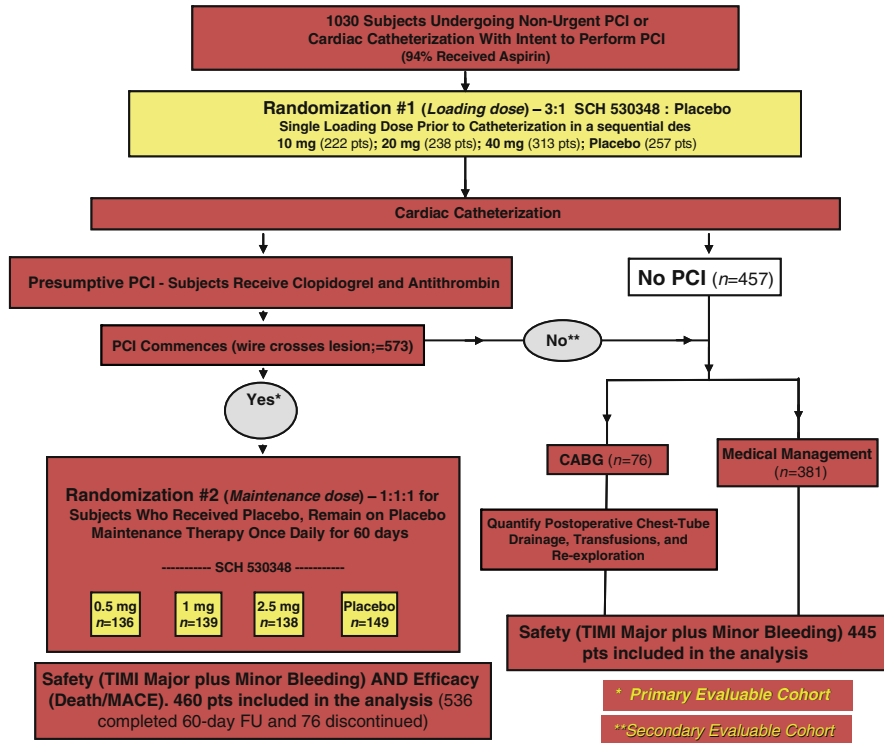 1030 Subjects Undergoing Non-Urgent PCI or
Cardiac Catheterization With Intent to Perform PCI
(94% Received Aspirin)
Randomization #1 (Loading dose) – 3:1 SCH 530348 : Placebo
Single Loading Dose Prior to Catheterization in a sequential des
10 mg (222 pts); 20 mg (238 pts); 40 mg (313 pts); Placebo (257 pts)
Cardiac Catheterization
Presumptive PCI - Subjects Receive Clopidogrel and Antithrombin
No PCI (n=457)
PCI Commences (wire crosses lesion;=573)
No**
Yes*
CABG (n=76)
Medical Management
(n=381)
Randomization #2 (Maintenance dose) – 1:1:1 for
Subjects Who Received Placebo, Remain on Placebo
Maintenance Therapy Once Daily for 60 days
----------- SCH 530348 -----------
0.5 mg
n=136
1 mg
n=139
2.5 mg
n=138
Placebo
n=149
Quantify Postoperative Chest-Tube
Drainage, Transfusions, and
Re-exploration
Safety (TIMI Major plus Minor Bleeding) 445
pts included in the analysis
Safety (TIMI Major plus Minor Bleeding) AND Efficacy
(Death/MACE). 460 pts included in the analysis (536
completed 60-day FU and 76 discontinued)
* Primary Evaluable Cohort
**Secondary Evaluable Cohort